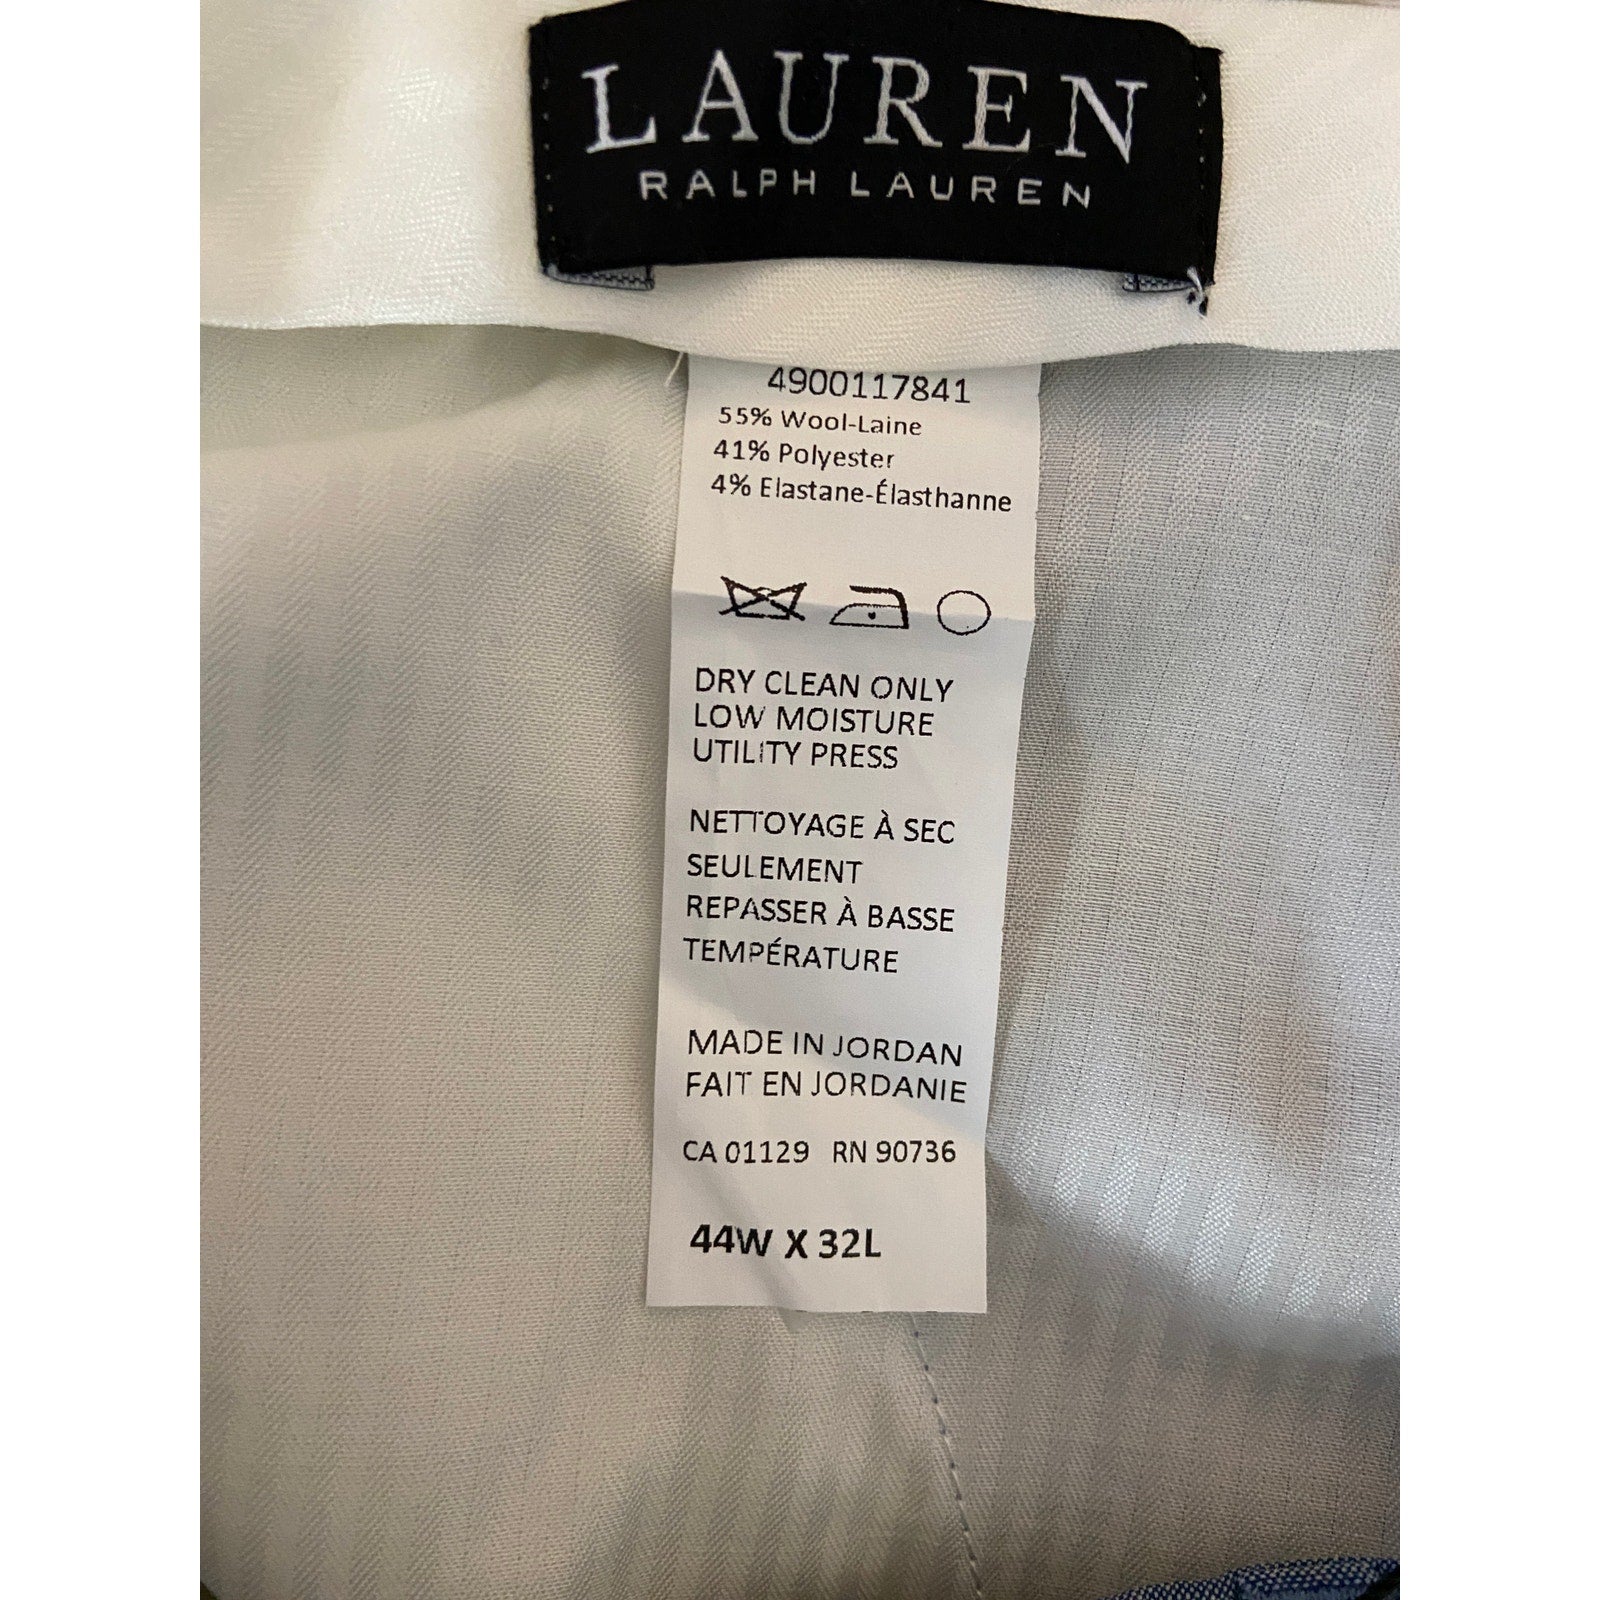 LAUREN
RALPH LAUREN
4900117841
55% Wool-Laine
41% Polyester
4% Elastane-Élasthanne
DRY CLEAN ONLY
LOW MOISTURE
UTILITY PRESS
NETTOYAGE À SEC
SEULEMENT
REPASSER À BASSE
TEMPÉRATURE
MADE IN JORDAN
FAIT EN JORDANIE
CA 01129 RN 90736
44W X 32L